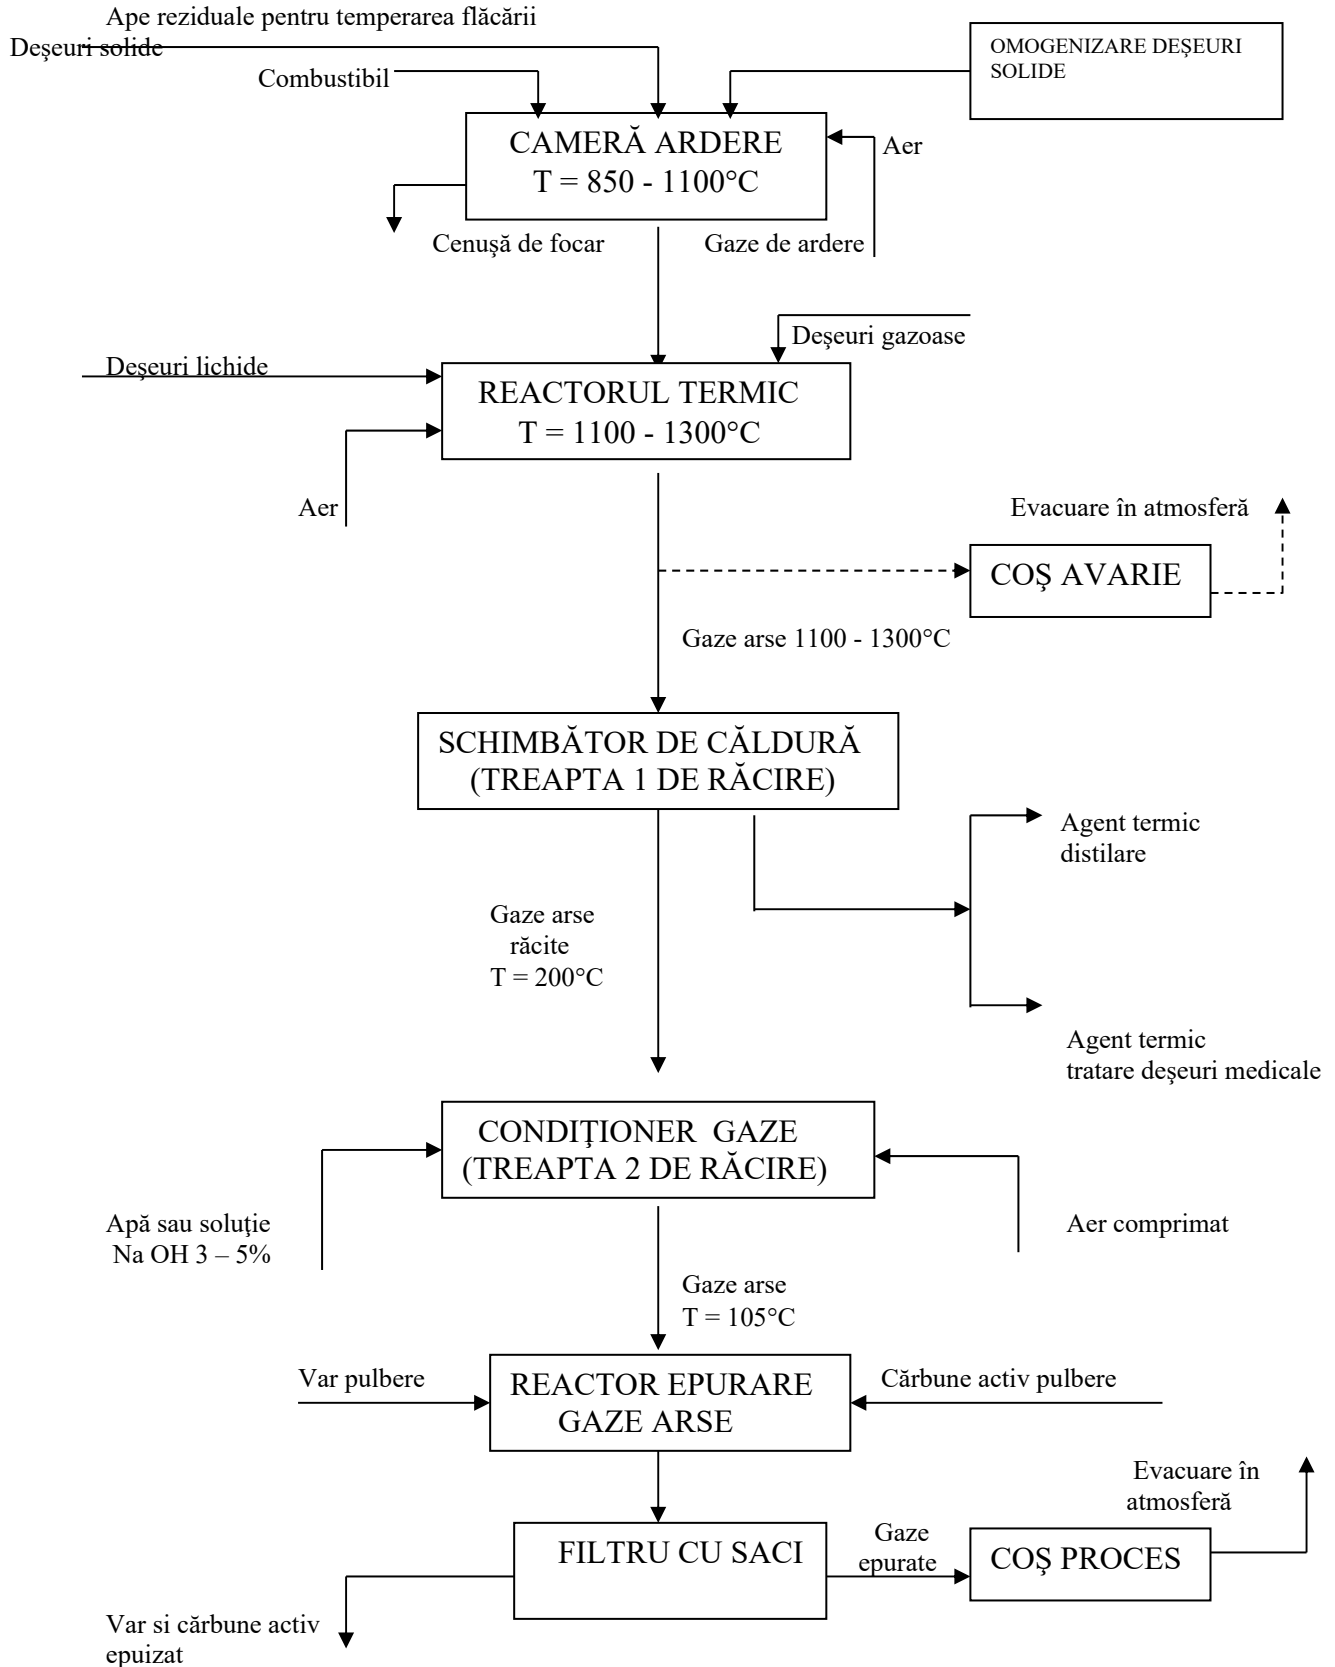 Ape reziduale pentru temperarea flăcării
Deşeuri solide
OMOGENIZARE DEŞEURI
SOLIDE
Combustibil
CAMERĂ ARDERE
T = 850 - 1100°C
Aer
Cenuşă de focar
Gaze de ardere
Deşeuri gazoase
Deşeuri lichide
REACTORUL TERMIC
T = 1100 - 1300°C
Aer
Evacuare în atmosferă
COŞ AVARIE
Gaze arse 1100 - 1300°C
SCHIMBĂTOR DE CĂLDURĂ
(TREAPTA 1 DE RĂCIRE)
Agent termic
distilare
Gaze arse
răcite
T = 200°C
Agent termic
tratare deşeuri medicale
CONDIŢIONER  GAZE
(TREAPTA 2 DE RĂCIRE)
Apă sau soluţie
Na OH 3 – 5%
Aer comprimat
Gaze arse
T = 105°C
Var pulbere
REACTOR EPURARE
GAZE ARSE
Cărbune activ pulbere
Evacuare în
atmosferă
FILTRU CU SACI
Gaze
epurate
COŞ PROCES
Var si cărbune activ
epuizat